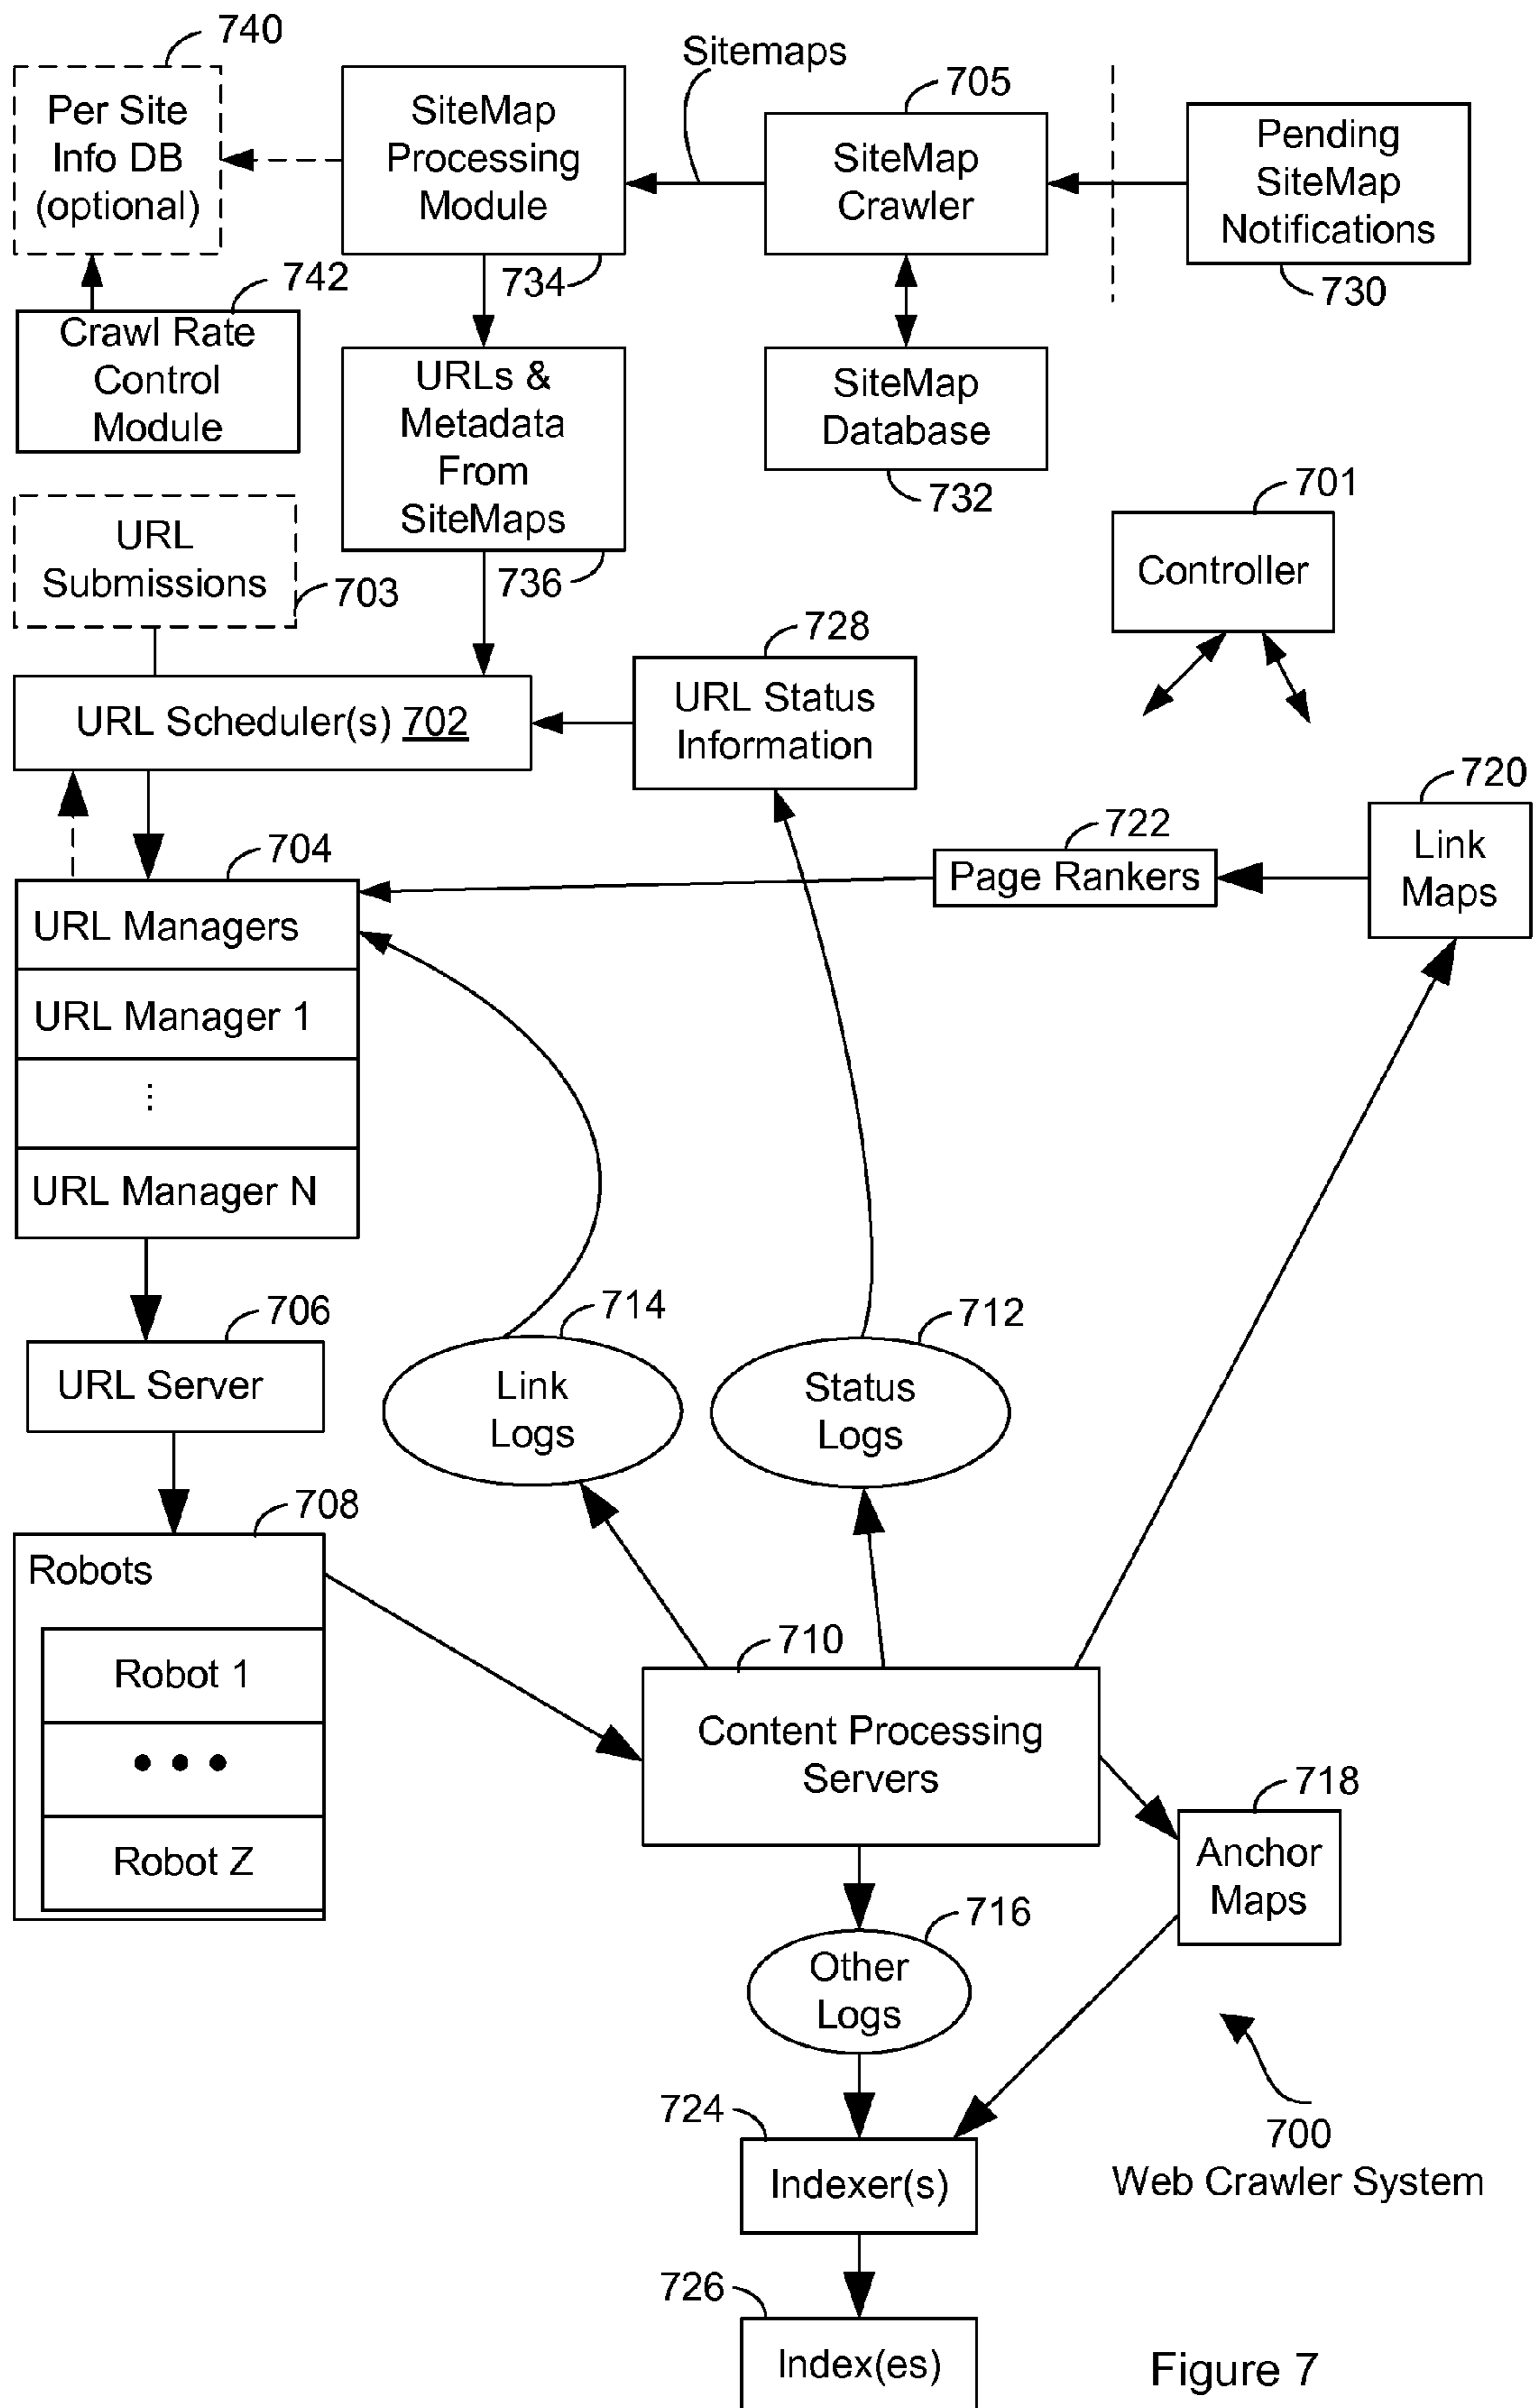 740
Per Site
Info DB
(optional)
SiteMap
Processing
Module
734
Sitemaps
705
SiteMap
Crawler
Pending
SiteMap
Notifications
730
742
Crawl Rate
Control
Module
URLs &
Metadata
From
SiteMaps
736
SiteMap
Database
732
701
Controller
URL
Submissions
703
728
URL Status
Information
URL Scheduler(s) 702
720
Link
Maps
722
Page Rankers
704
URL Managers
URL Manager 1
⋮
URL Manager N
706
URL Server
714
Link
Logs
712
Status
Logs
708
Robots
Robot 1
• • •
Robot Z
710
Content Processing
Servers
718
Anchor
Maps
716
Other
Logs
724
Indexer(s)
700
Web Crawler System
726
Index(es)
Figure 7